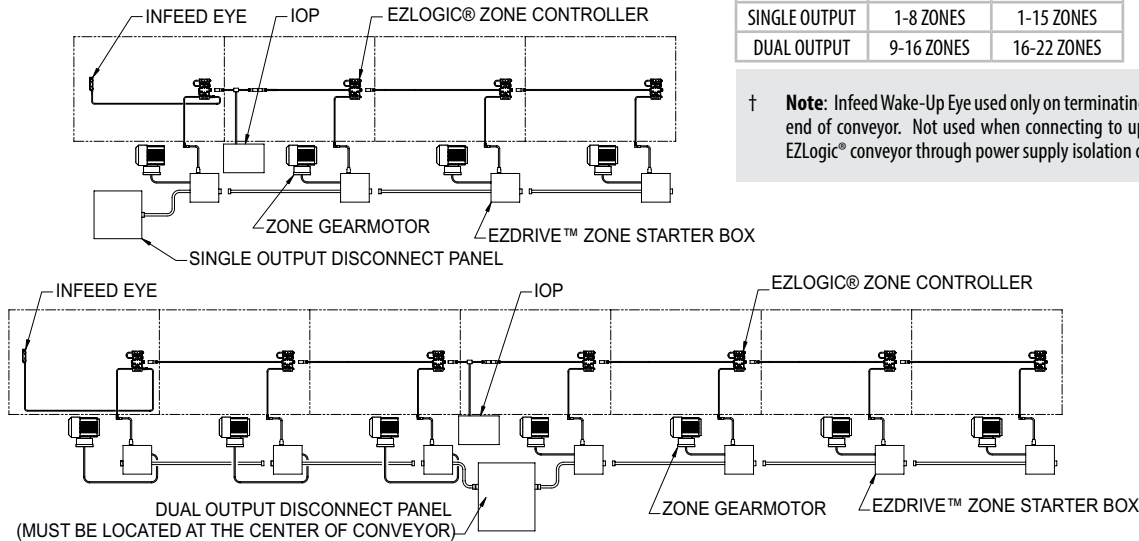 INFEED EYE
IOP
EZLOGIC® ZONE CONTROLLER
SINGLE OUTPUT 1-8 ZONES 1-15 ZONES
DUAL OUTPUT 9-16 ZONES 16-22 ZONES
† Note: Infeed Wake-Up Eye used only on terminating
end of conveyor. Not used when connecting to
EZLogic® conveyor through power supply isolation
ZONE GEARMOTOR
EZDRIVE™ ZONE STARTER BOX
SINGLE OUTPUT DISCONNECT PANEL
INFEED EYE
IOP
EZLOGIC® ZONE CONTROLLER
DUAL OUTPUT DISCONNECT PANEL
(MUST BE LOCATED AT THE CENTER OF CONVEYOR)
ZONE GEARMOTOR
EZDRIVE™ ZONE STARTER BOX